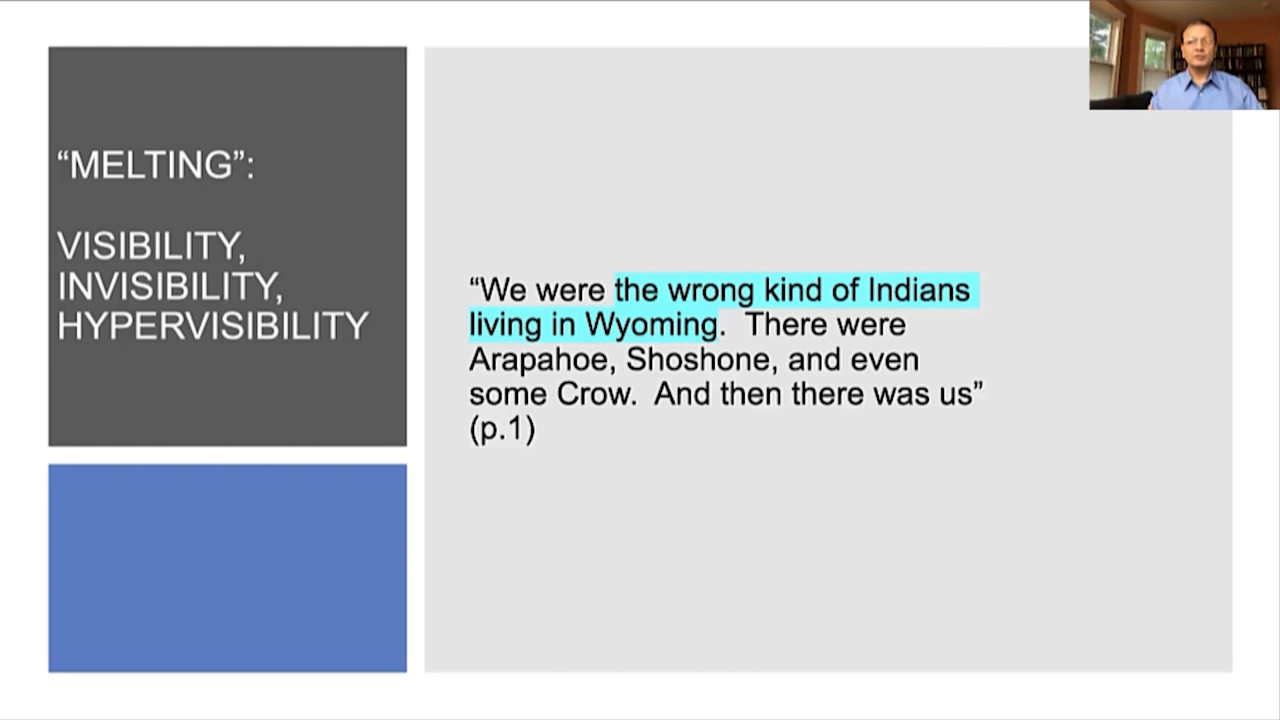 “MELTING”:
VISIBILITY,
INVISIBILITY,
HYPERVISIBILITY
“We were the wrong kind of Indians
living in Wyoming.  There were
Arapahoe, Shoshone, and even
some Crow.  And then there was us”
(p.1)